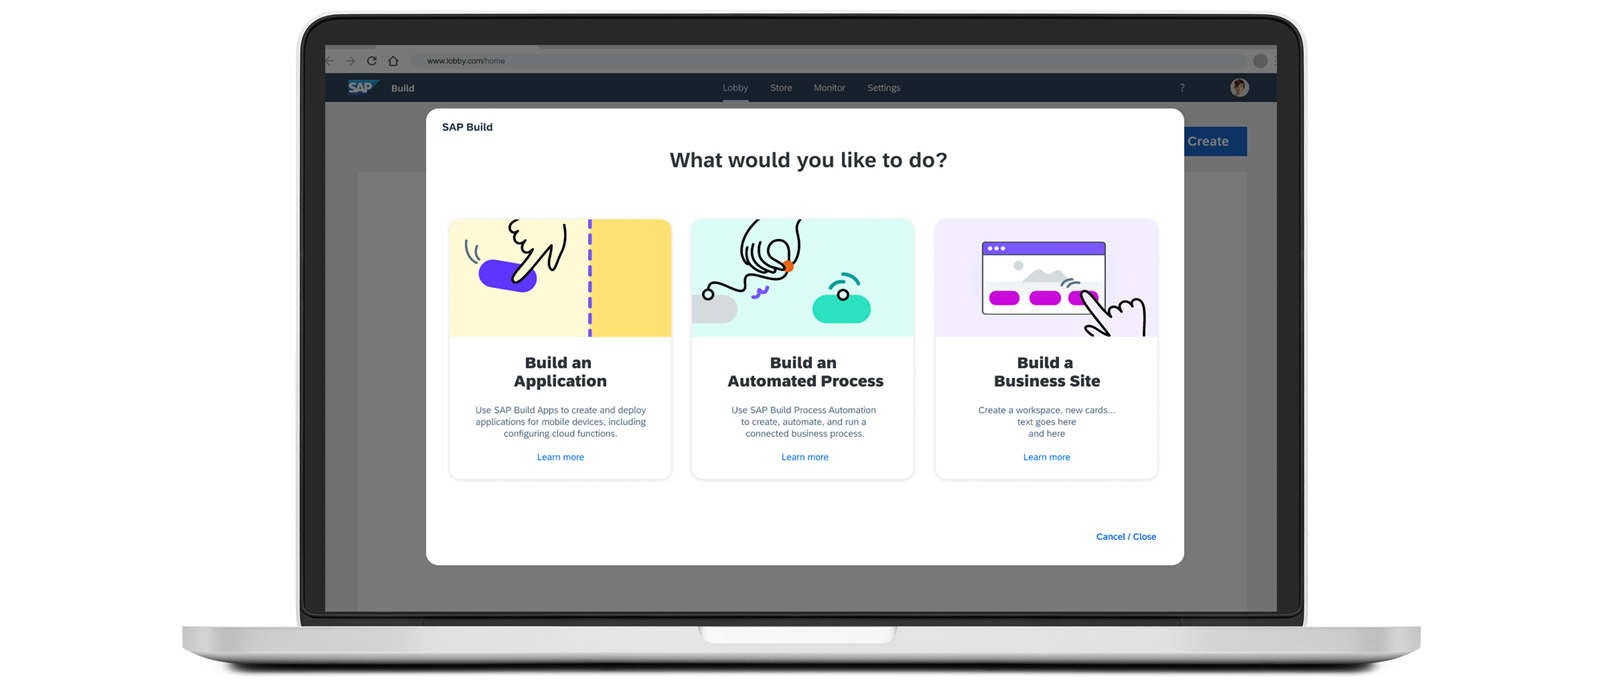 www.lobby.com/home
SAP Build Lobby Store Monitor Settings ?
SAP Build
Create
What would you like to do?
Build an
Application
Use SAP Build Apps to create and deploy
applications for mobile devices, including
configuring cloud functions.
Learn more
Build an
Automated Process
Use SAP Build Process Automation
to create, automate, and run a
connected business process.
Learn more
Build a
Business Site
Create a workspace, new cards...
text goes here
and here
Learn more
Cancel / Close